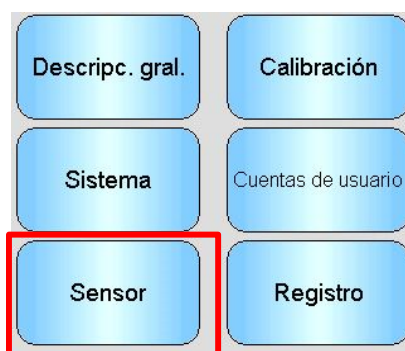 Descripc. gral.
Calibración
Sistema
Cuentas de usuario
Sensor
Registro